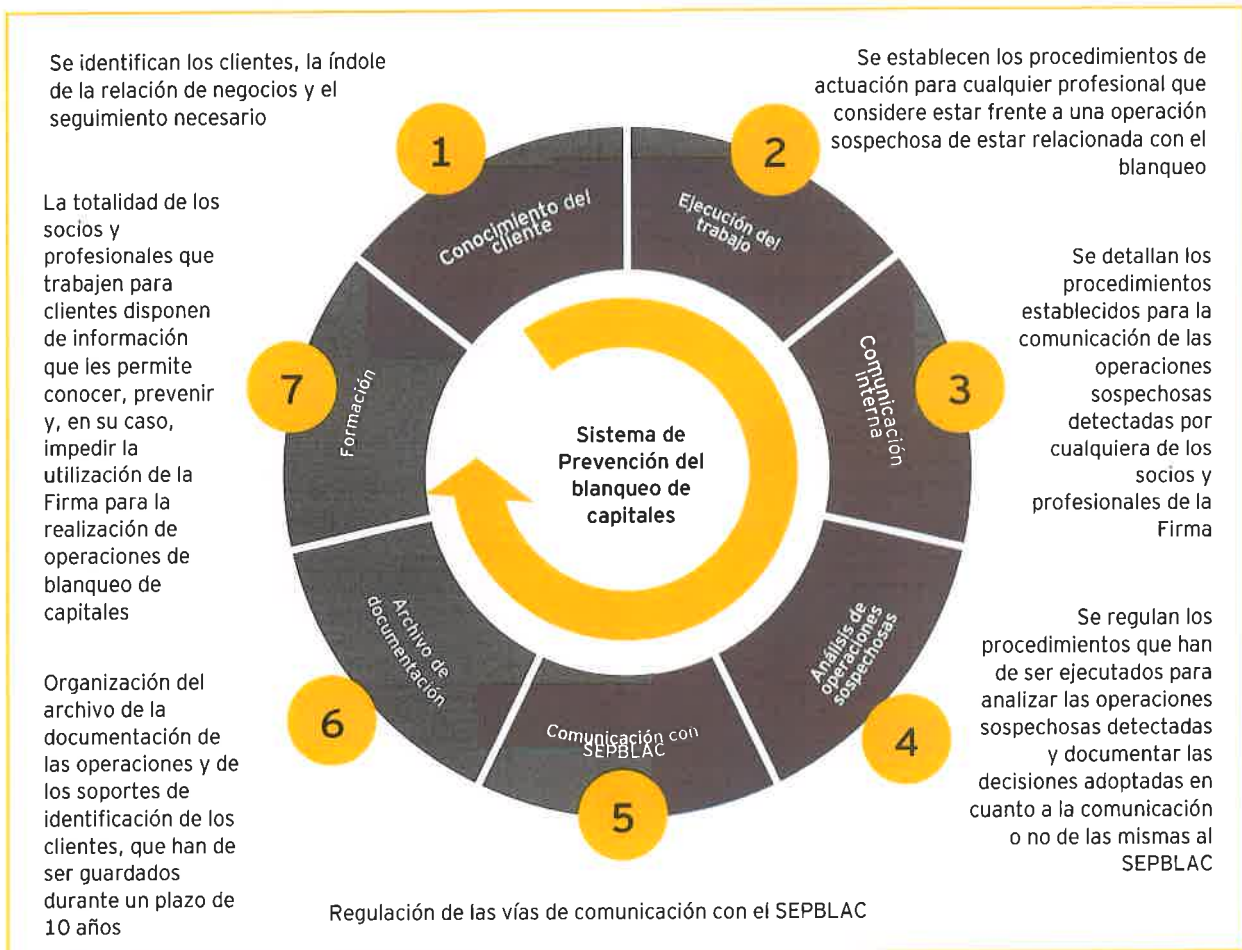 Se identifican los clientes, la índole
de la relación de negocios y el
seguimiento necesario
1
Conocimiento del
cliente
Se establecen los procedimientos de
actuación para cualquier profesional que
considere estar frente a una operación
sospechosa de estar relacionada con el
blanqueo
2
Ejecución del
trabajo
Se detallan los
procedimientos
establecidos para la
comunicación de las
operaciones
sospechosas
detectadas por
cualquiera de los
socios y
profesionales de la
Firma
3
Comunicación
interna
Se regulan los
procedimientos que han
de ser ejecutados para
analizar las operaciones
sospechosas detectadas
y documentar las
decisiones adoptadas en
cuanto a la comunicación
o no de las mismas al
SEPBLAC
4
Análisis de
operaciones
sospechosas
5
Comunicación con
SEPBLAC
Regulación de las vías de comunicación con el SEPBLAC
6
Archivo de
documentación
Organización del
archivo de la
documentación de
las operaciones y de
los soportes de
identificación de los
clientes, que han de
ser guardados
durante un plazo de
10 años
7
Formación
La totalidad de los
socios y
profesionales que
trabajen para
clientes disponen
de información
que les permite
conocer, prevenir
y, en su caso,
impedir la
utilización de la
Firma para la
realización de
operaciones de
blanqueo de
capitales
Sistema de
Prevención del
blanqueo de
capitales